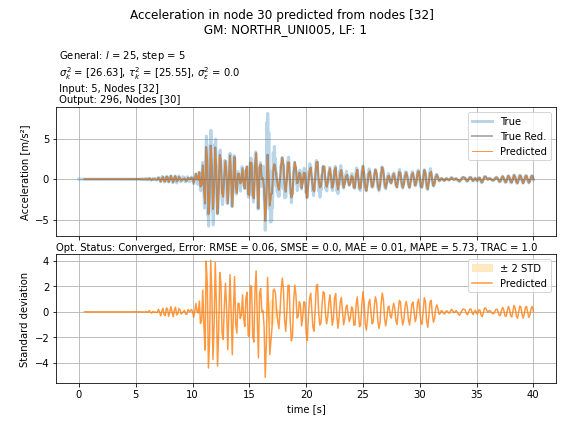 Acceleration in node 30 predicted from nodes [32]
GM: NORTHR_UNI005, LF: 1
General: l = 25, step = 5
σ²ₖ = [26.63], τ²ₖ = [25.55], σ²ε = 0.0
Input: 5, Nodes [32]
Output: 296, Nodes [30]
True
True Red.
Predicted
Acceleration [m/s²]
5
0
−5
Opt. Status: Converged, Error: RMSE = 0.06, SMSE = 0.0, MAE = 0.01, MAPE = 5.73, TRAC = 1.0
± 2 STD
Predicted
Standard deviation
4
2
0
−2
−4
0 5 10 15 20 25 30 35 40
time [s]